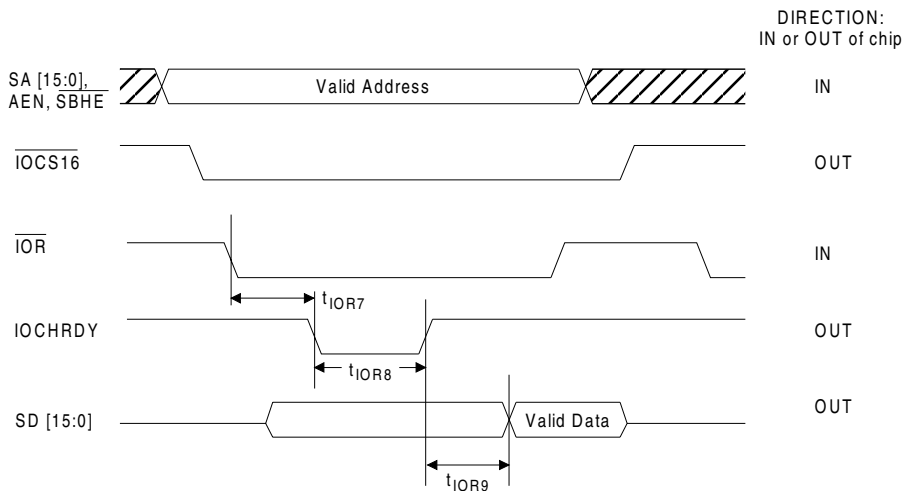 DIRECTION:
IN or OUT of chip
SA [15:0],
AEN, SBHE
Valid Address
IN
IOCS16
OUT
IOR
IN
tIOR7
IOCHRDY
OUT
tIOR8
OUT
SD [15:0]
Valid Data
tIOR9